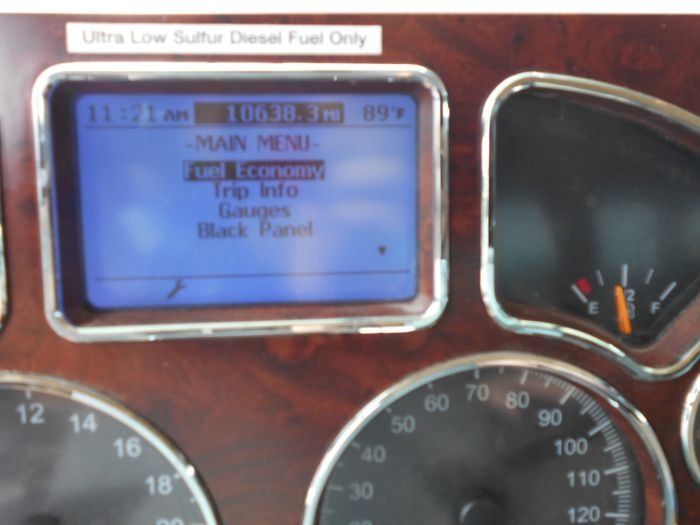 Ultra Low Sulfur Diesel Fuel Only
11:21 AM 10638.3 MI 89°F
-MAIN MENU-
Fuel Economy
Trip Info
Gauges
Black Panel
E F
12 14 16 18
30 40 50 60 70 80 90 100 110 120